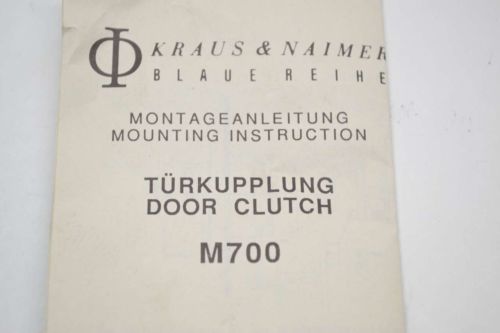 KRAUS & NAIMER
BLAUE REIHE
MONTAGEANLEITUNG
MOUNTING INSTRUCTION
TÜRKUPPLUNG
DOOR CLUTCH
M700